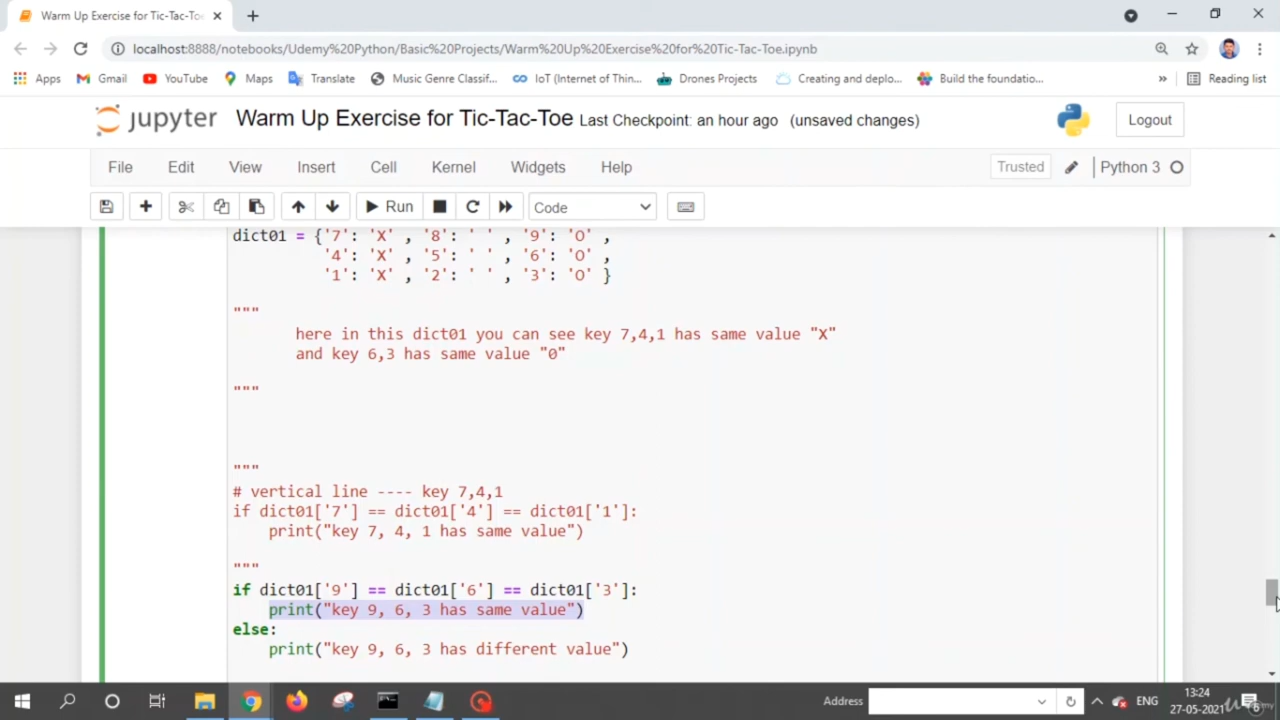 Warm Up Exercise for Tic-Tac-Toe
localhost:8888/notebooks/Udemy%20Python/Basic%20Projects/Warm%20Up%20Exercise%20for%20Tic-Tac-Toe.ipynb
Apps Gmail YouTube Maps Translate Music Genre Classif... IoT (Internet of Thin... Drones Projects Creating and deplo... Build the foundatio... » Reading list
jupyter Warm Up Exercise for Tic-Tac-Toe Last Checkpoint: an hour ago (unsaved changes) Logout
File Edit View Insert Cell Kernel Widgets Help Trusted Python 3
Run Code
dict01 = {'7': 'X' , '8': ' ' , '9': 'O' ,
'4': 'X' , '5': ' ' , '6': 'O' ,
'1': 'X' , '2': ' ' , '3': 'O' }
"""
here in this dict01 you can see key 7,4,1 has same value "X"
and key 6,3 has same value "0"
"""
"""
# vertical line ---- key 7,4,1
if dict01['7'] == dict01['4'] == dict01['1']:
print("key 7, 4, 1 has same value")
"""
if dict01['9'] == dict01['6'] == dict01['3']:
print("key 9, 6, 3 has same value")
else:
print("key 9, 6, 3 has different value")
Address ENG 13:24
27-05-2021